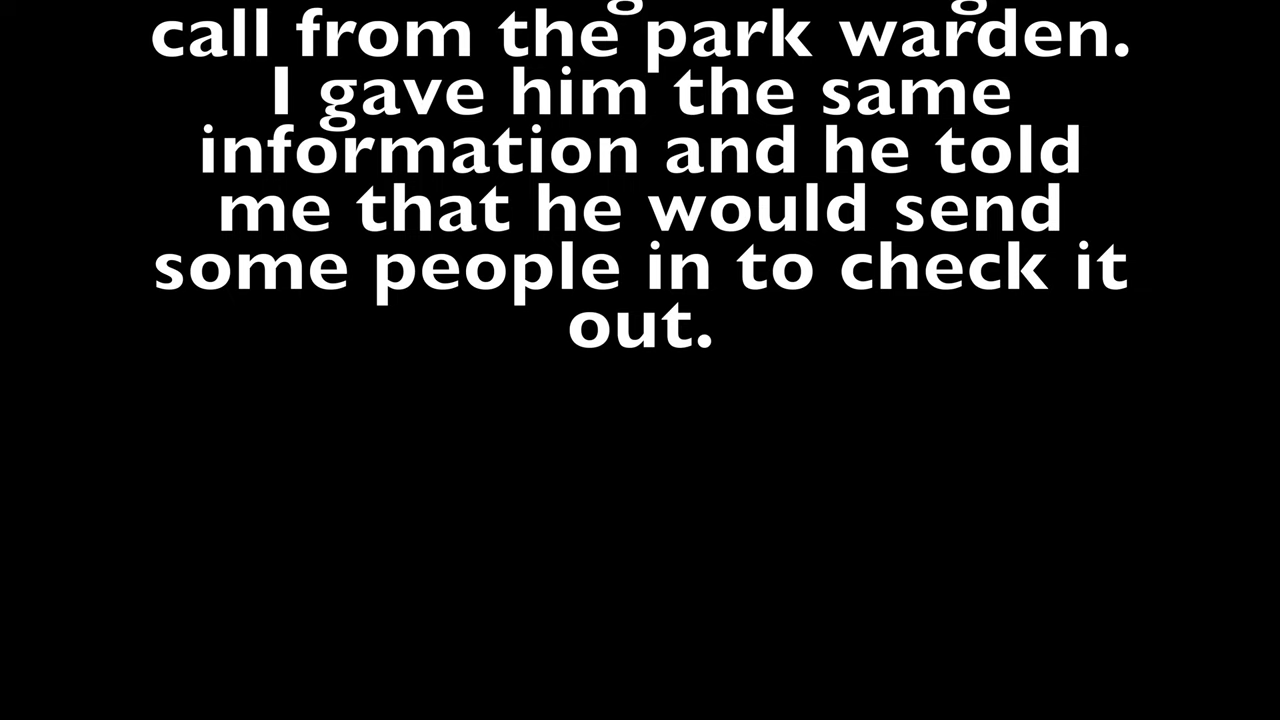 call from the park warden.
I gave him the same
information and he told
me that he would send
some people in to check it
out.